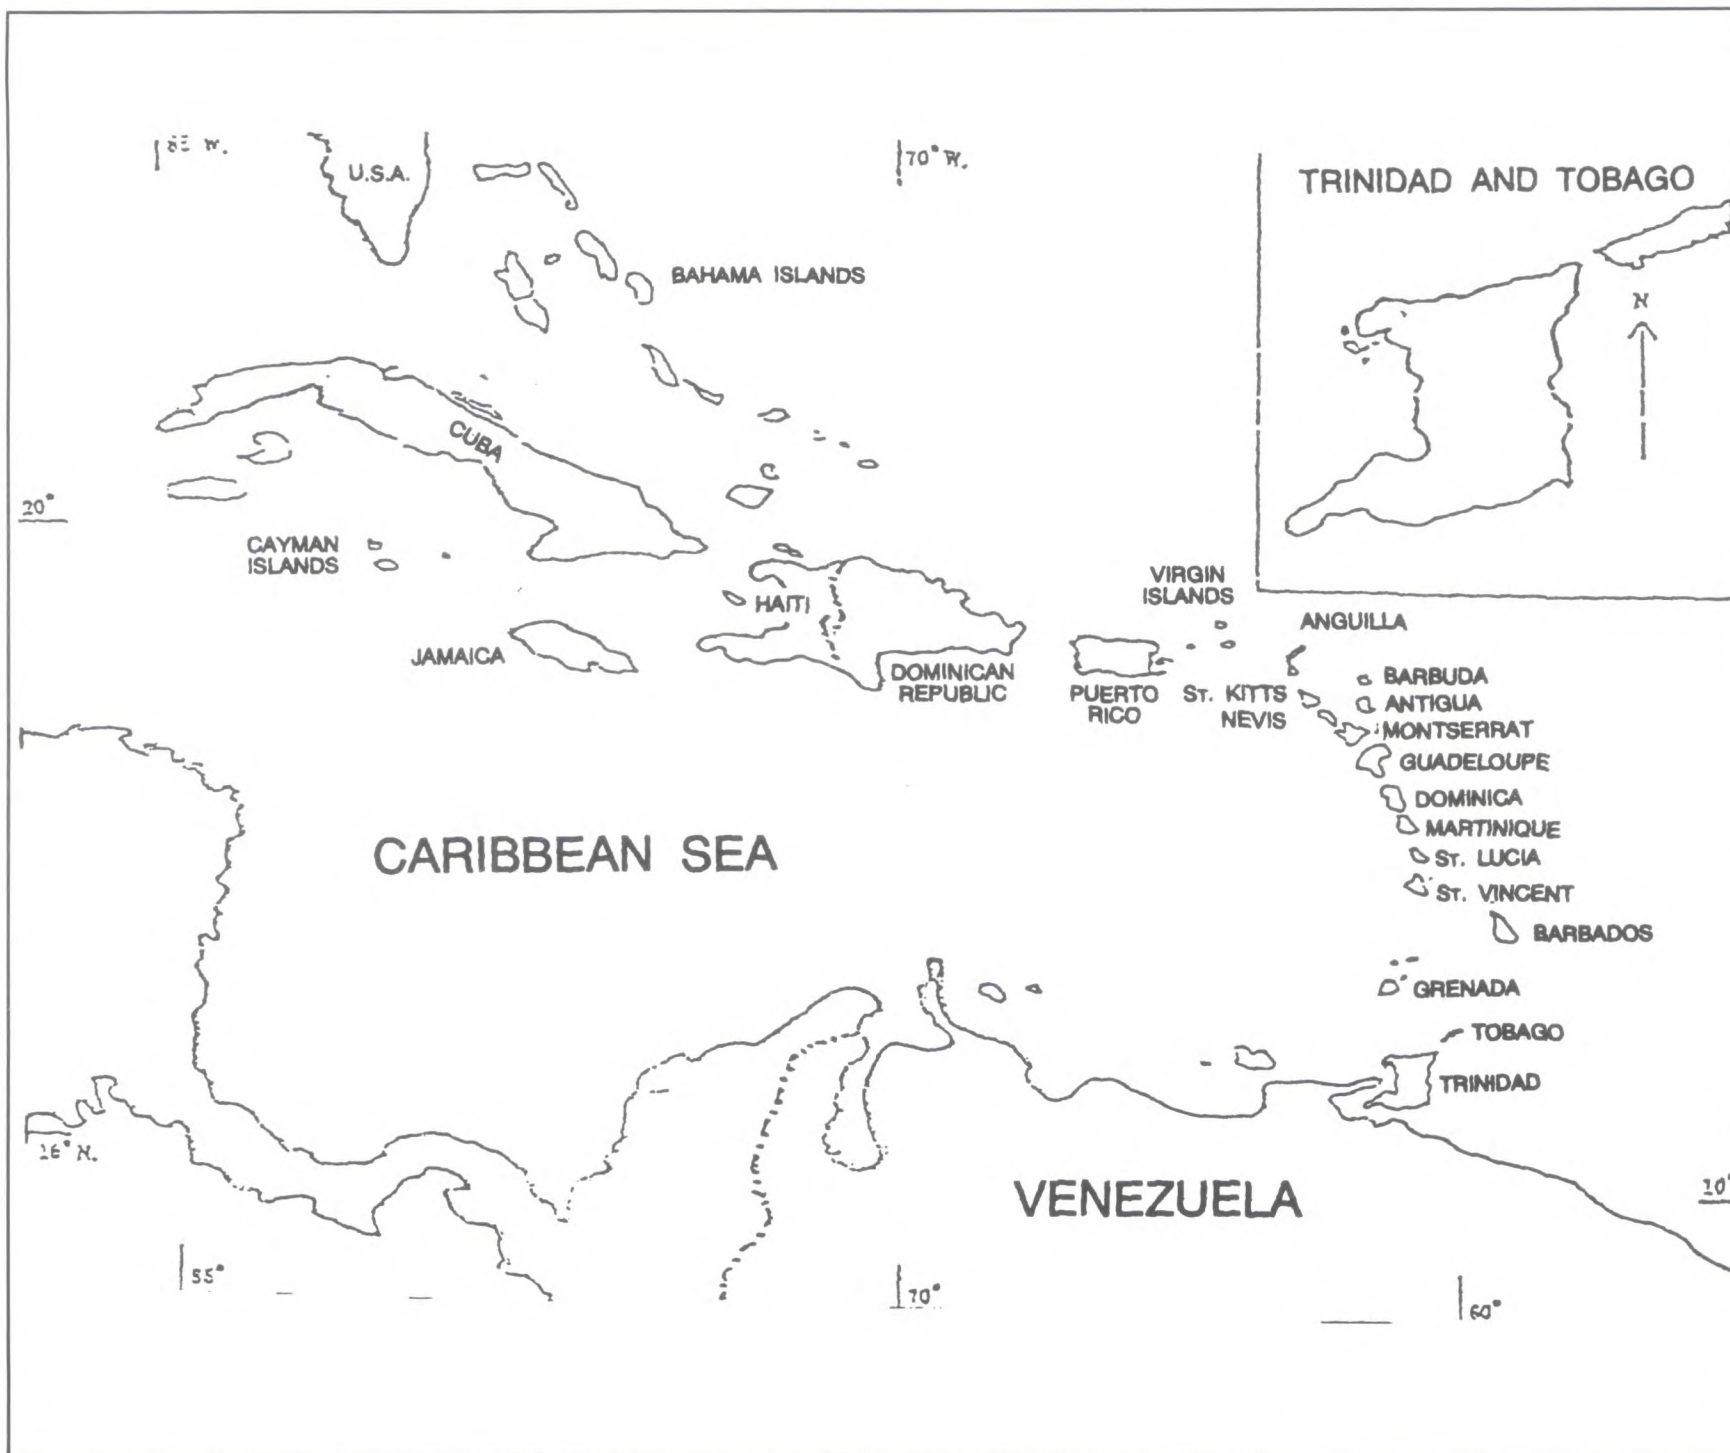 70° W.
U.S.A.
TRINIDAD AND TOBAGO
BAHAMA ISLANDS
N
CUBA
20°
CAYMAN
ISLANDS
HAITI
VIRGIN
ISLANDS
ANGUILLA
JAMAICA
DOMINICAN
REPUBLIC
PUERTO
RICO
ST. KITTS
NEVIS
BARBUDA
ANTIGUA
MONTSERRAT
GUADELOUPE
DOMINICA
MARTINIQUE
ST. LUCIA
ST. VINCENT
CARIBBEAN SEA
BARBADOS
GRENADA
TOBAGO
TRINIDAD
16° N.
VENEZUELA
10°
55°
70°
60°